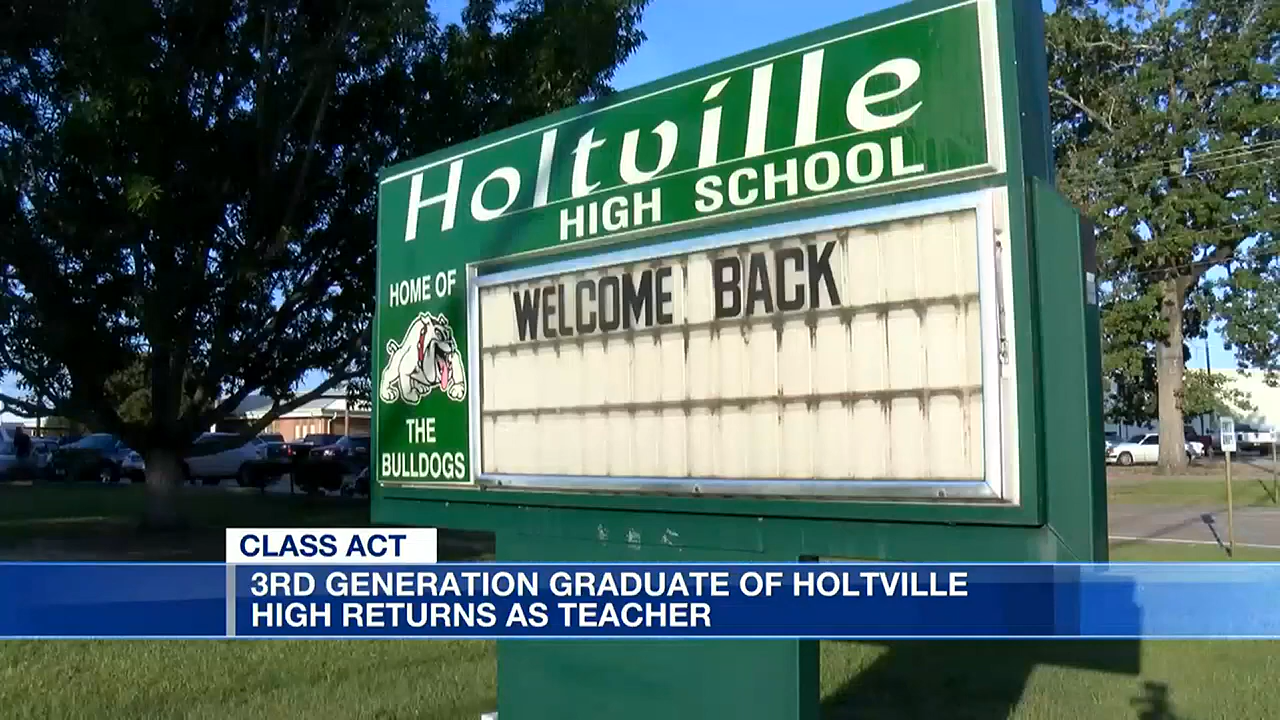 Holtville
HIGH SCHOOL
HOME OF
THE
BULLDOGS
WELCOME BACK
CLASS ACT
3RD GENERATION GRADUATE OF HOLTVILLE
HIGH RETURNS AS TEACHER